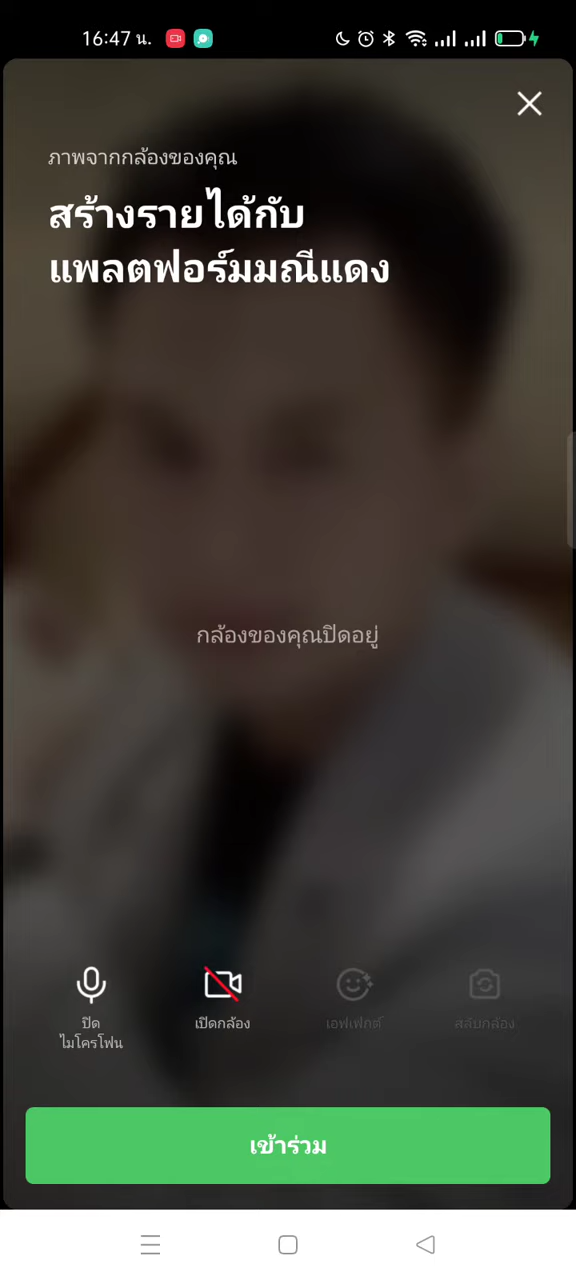 16:47 น.
ภาพจากกล้องของคุณ
สร้างรายได้กับ
แพลตฟอร์มมณีแดง
กล้องของคุณปิดอยู่
ปิด
ไมโครโฟน
เปิดกล้อง
เอฟเฟกต์
สลับกล้อง
เข้าร่วม